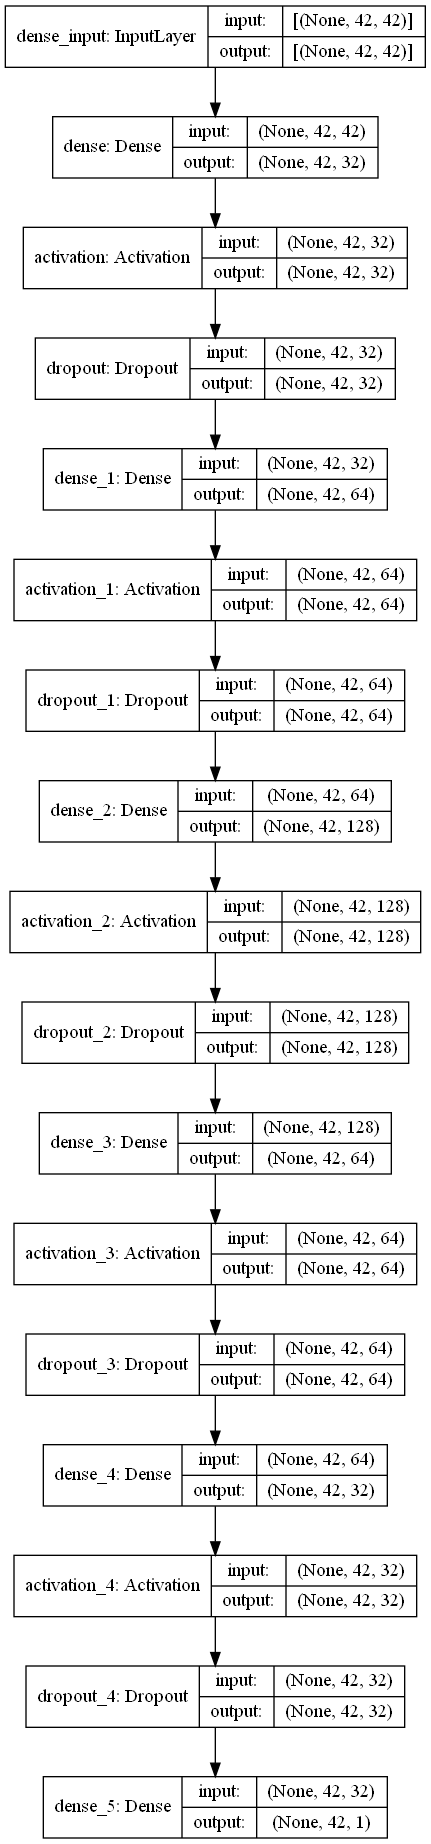 dense_input: InputLayer
input: [(None, 42, 42)]
output: [(None, 42, 42)]
dense: Dense
input: (None, 42, 42)
output: (None, 42, 32)
activation: Activation
input: (None, 42, 32)
output: (None, 42, 32)
dropout: Dropout
input: (None, 42, 32)
output: (None, 42, 32)
dense_1: Dense
input: (None, 42, 32)
output: (None, 42, 64)
activation_1: Activation
input: (None, 42, 64)
output: (None, 42, 64)
dropout_1: Dropout
input: (None, 42, 64)
output: (None, 42, 64)
dense_2: Dense
input: (None, 42, 64)
output: (None, 42, 128)
activation_2: Activation
input: (None, 42, 128)
output: (None, 42, 128)
dropout_2: Dropout
input: (None, 42, 128)
output: (None, 42, 128)
dense_3: Dense
input: (None, 42, 128)
output: (None, 42, 64)
activation_3: Activation
input: (None, 42, 64)
output: (None, 42, 64)
dropout_3: Dropout
input: (None, 42, 64)
output: (None, 42, 64)
dense_4: Dense
input: (None, 42, 64)
output: (None, 42, 32)
activation_4: Activation
input: (None, 42, 32)
output: (None, 42, 32)
dropout_4: Dropout
input: (None, 42, 32)
output: (None, 42, 32)
dense_5: Dense
input: (None, 42, 32)
output: (None, 42, 1)